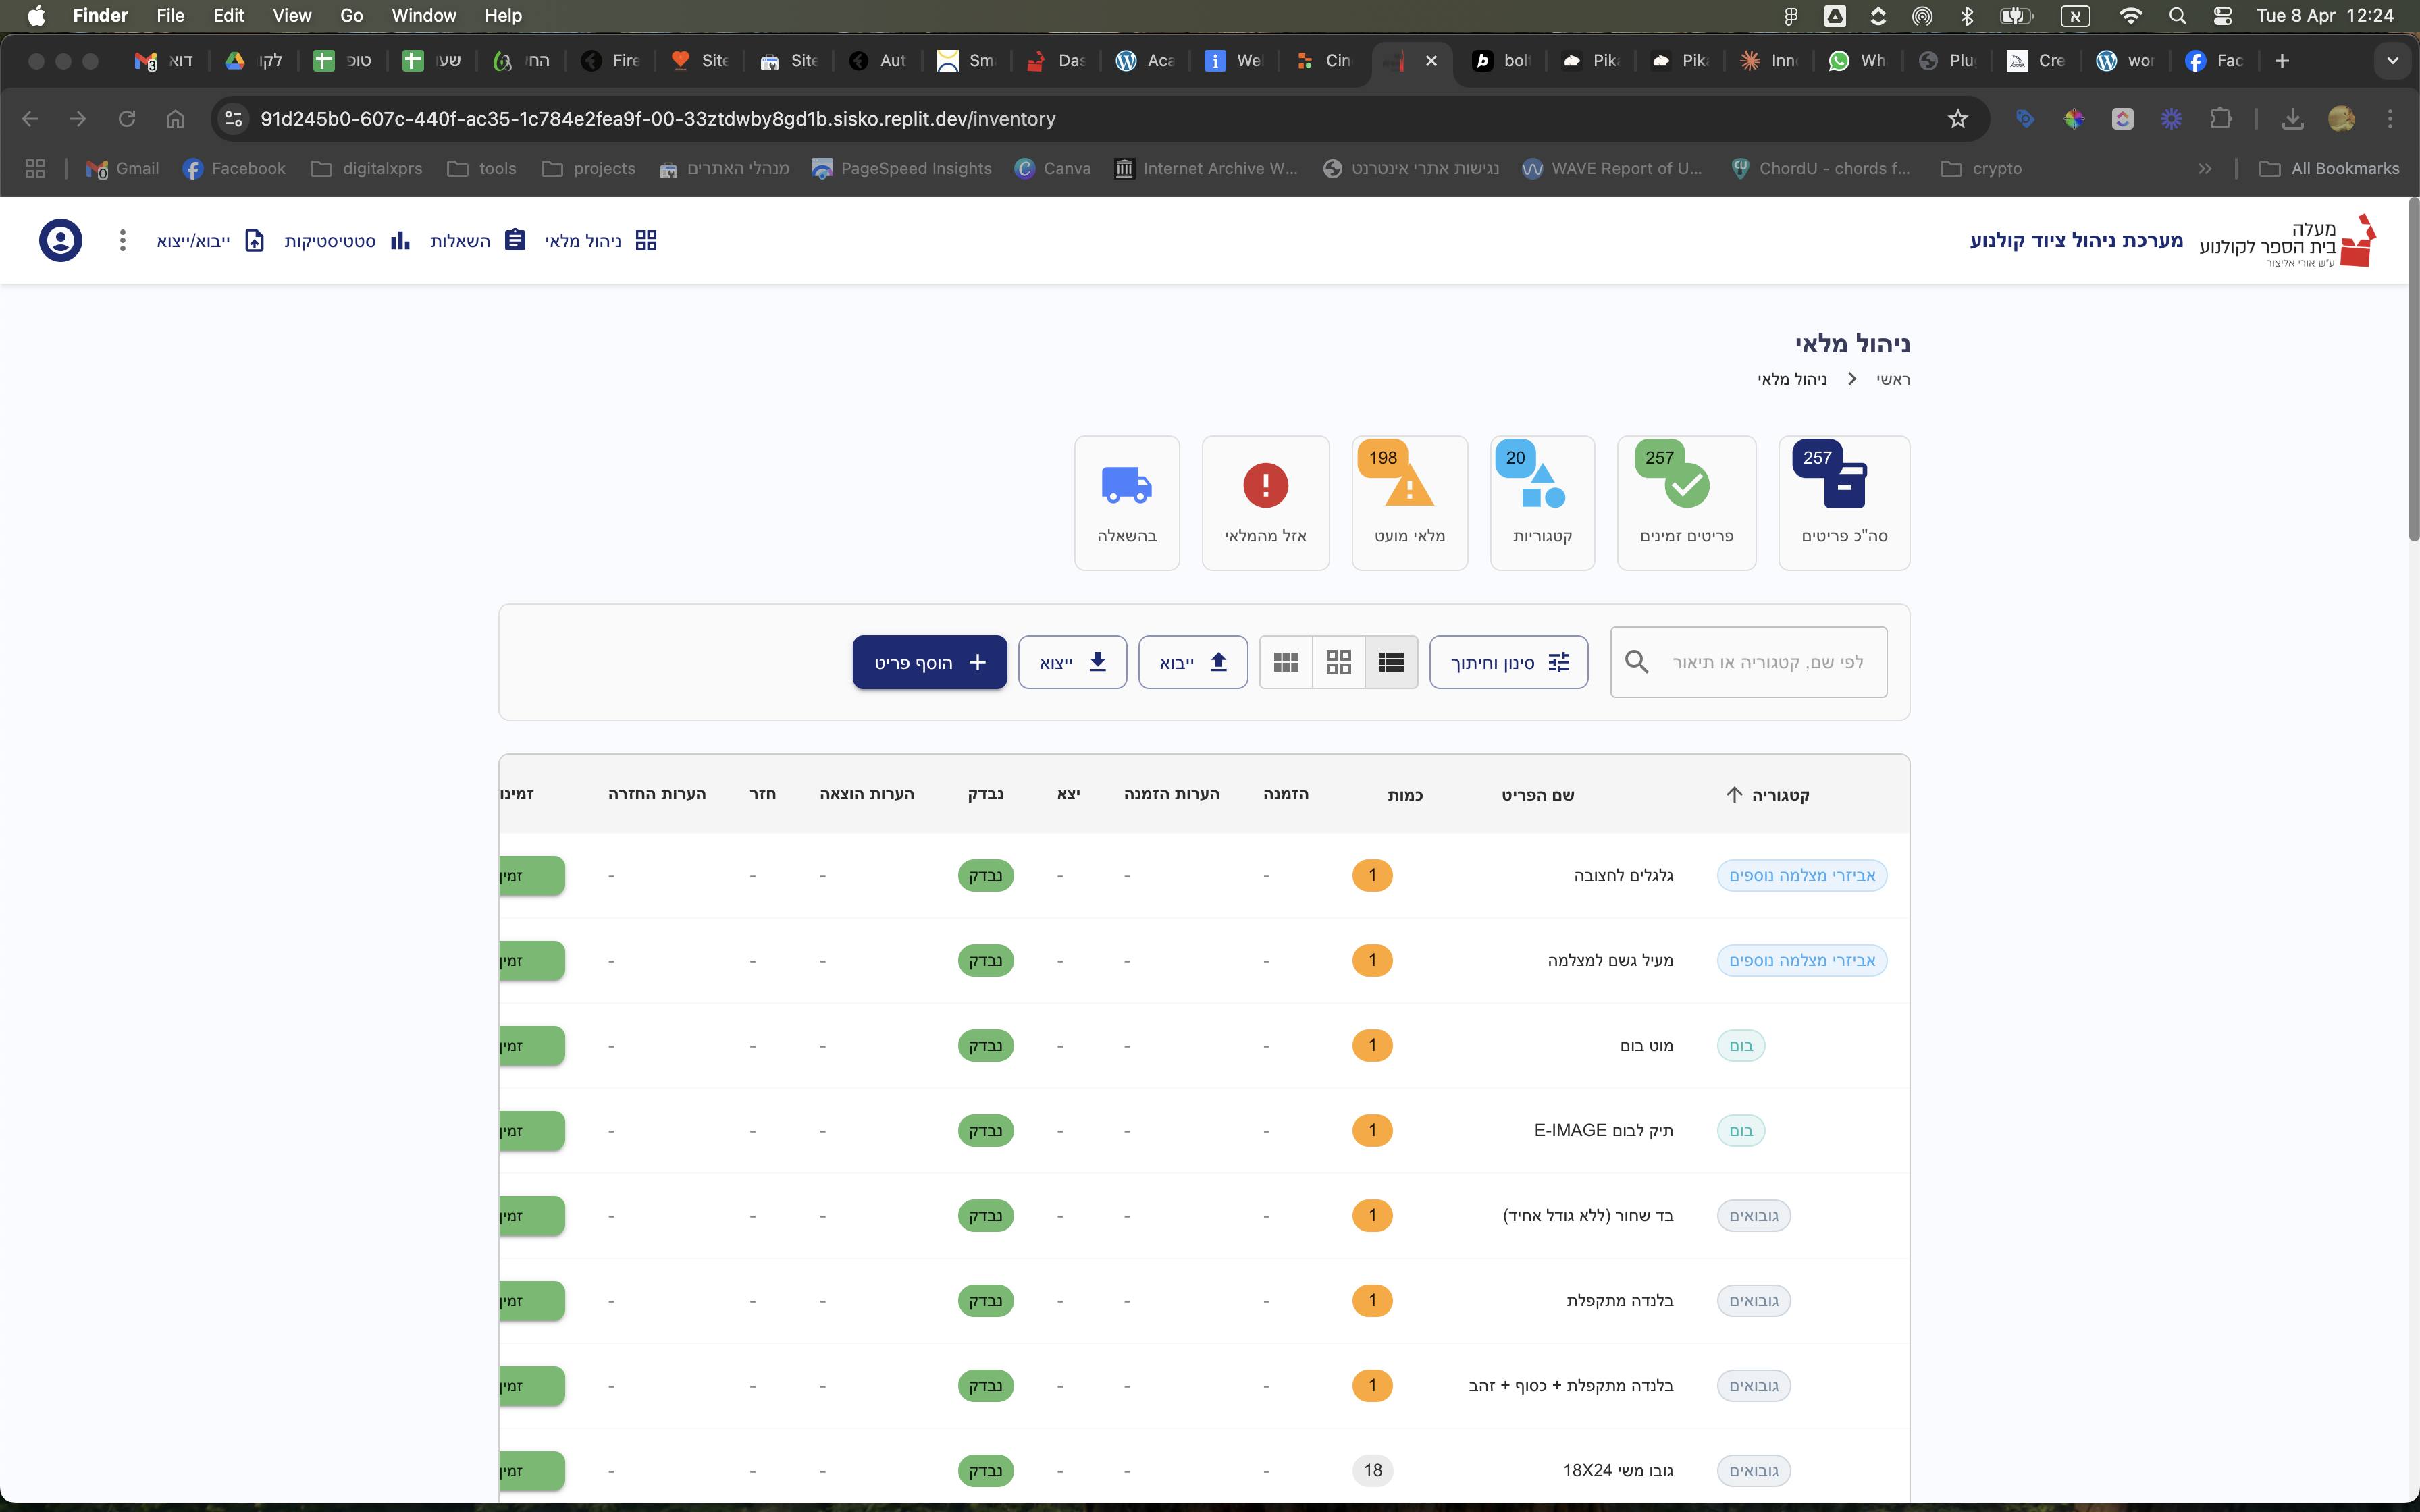 Finder File Edit View Go Window Help א Tue 8 Apr 12:24
דוא לקו טופ שעו החי Fire Site Site Aut Sm Das Aca Wel Cin bolt Pik Pik Inn Wh Plu Cre wor Fac
91d245b0-607c-440f-ac35-1c784e2fea9f-00-33ztdwby8gd1b.sisko.replit.dev/inventory
Gmail Facebook digitalxprs tools projects מנהלי האתרים PageSpeed Insights Canva Internet Archive W... נגישות אתרי אינטרנט WAVE Report of U... ChordU - chords f... crypto All Bookmarks
מעלה
בית הספר לקולנוע
ע״ש אורי אליצור
מערכת ניהול ציוד קולנוע
ניהול מלאי השאלות סטטיסטיקות ייבוא/ייצוא
ניהול מלאי
ראשי ניהול מלאי
257 257 20 198
סה"כ פריטים פריטים זמינים קטגוריות מלאי מועט אזל מהמלאי בהשאלה
לפי שם, קטגוריה או תיאור סינון וחיתוך ייבוא ייצוא הוסף פריט
קטגוריה שם הפריט כמות הזמנה הערות הזמנה יצא נבדק הערות הוצאה חזר הערות החזרה זמינו
אביזרי מצלמה נוספים גלגלים לחצובה 1 - - - נבדק - - - זמין
אביזרי מצלמה נוספים מעיל גשם למצלמה 1 - - - נבדק - - - זמין
בום מוט בום 1 - - - נבדק - - - זמין
בום תיק לבום E-IMAGE 1 - - - נבדק - - - זמין
גובואים בד שחור (ללא גודל אחיד) 1 - - - נבדק - - - זמין
גובואים בלנדה מתקפלת 1 - - - נבדק - - - זמין
גובואים בלנדה מתקפלת + כסוף + זהב 1 - - - נבדק - - - זמין
גובואים גובו משי 18X24 18 - - - נבדק - - - זמין